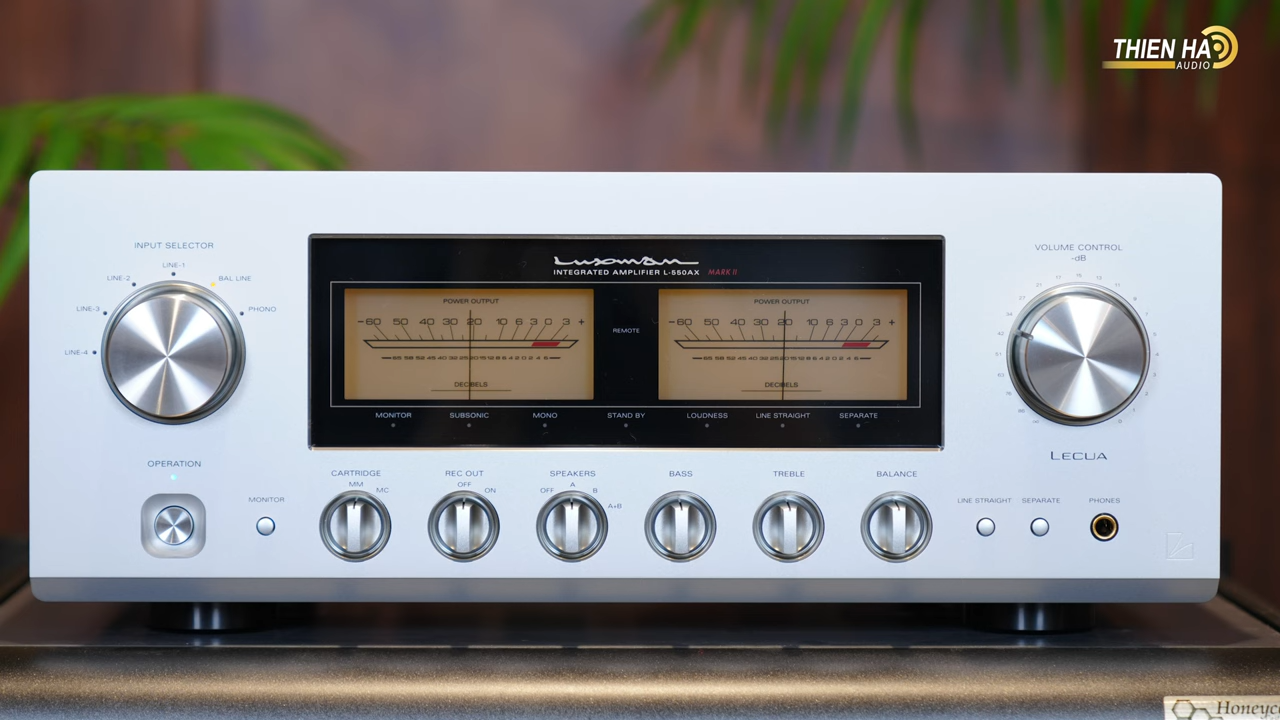 THIEN HA
AUDIO
INPUT SELECTOR
LINE-1
LINE-2
BAL LINE
LINE-3
PHONO
LINE-4
LUXMAN
INTEGRATED AMPLIFIER L-550AX MARK II
POWER OUTPUT
-60 50 40 30 20 10 6 3 0 3 +
DECIBELS
REMOTE
POWER OUTPUT
-60 50 40 30 20 10 6 3 0 3 +
DECIBELS
MONITOR SUBSONIC MONO STAND BY LOUDNESS LINE STRAIGHT SEPARATE
VOLUME CONTROL
-dB
LECUA
OPERATION
MONITOR
CARTRIDGE
MM
MC
REC OUT
OFF
ON
SPEAKERS
OFF
A
B
A+B
BASS
TREBLE
BALANCE
LINE STRAIGHT
SEPARATE
PHONES
Honeyc